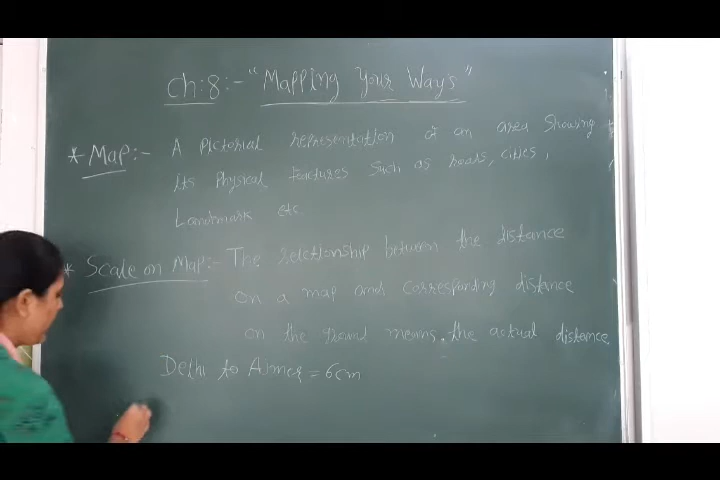 Ch:8:- "Mapping Your Ways"
* Map:- A Pictorial representation of an area showing
its Physical features such as roads, cities,
Landmark etc.
* Scale on Map:- The relationship between the distance
on a map and corresponding distance
on the ground means the actual distance
Delhi to Ajmer = 6cm